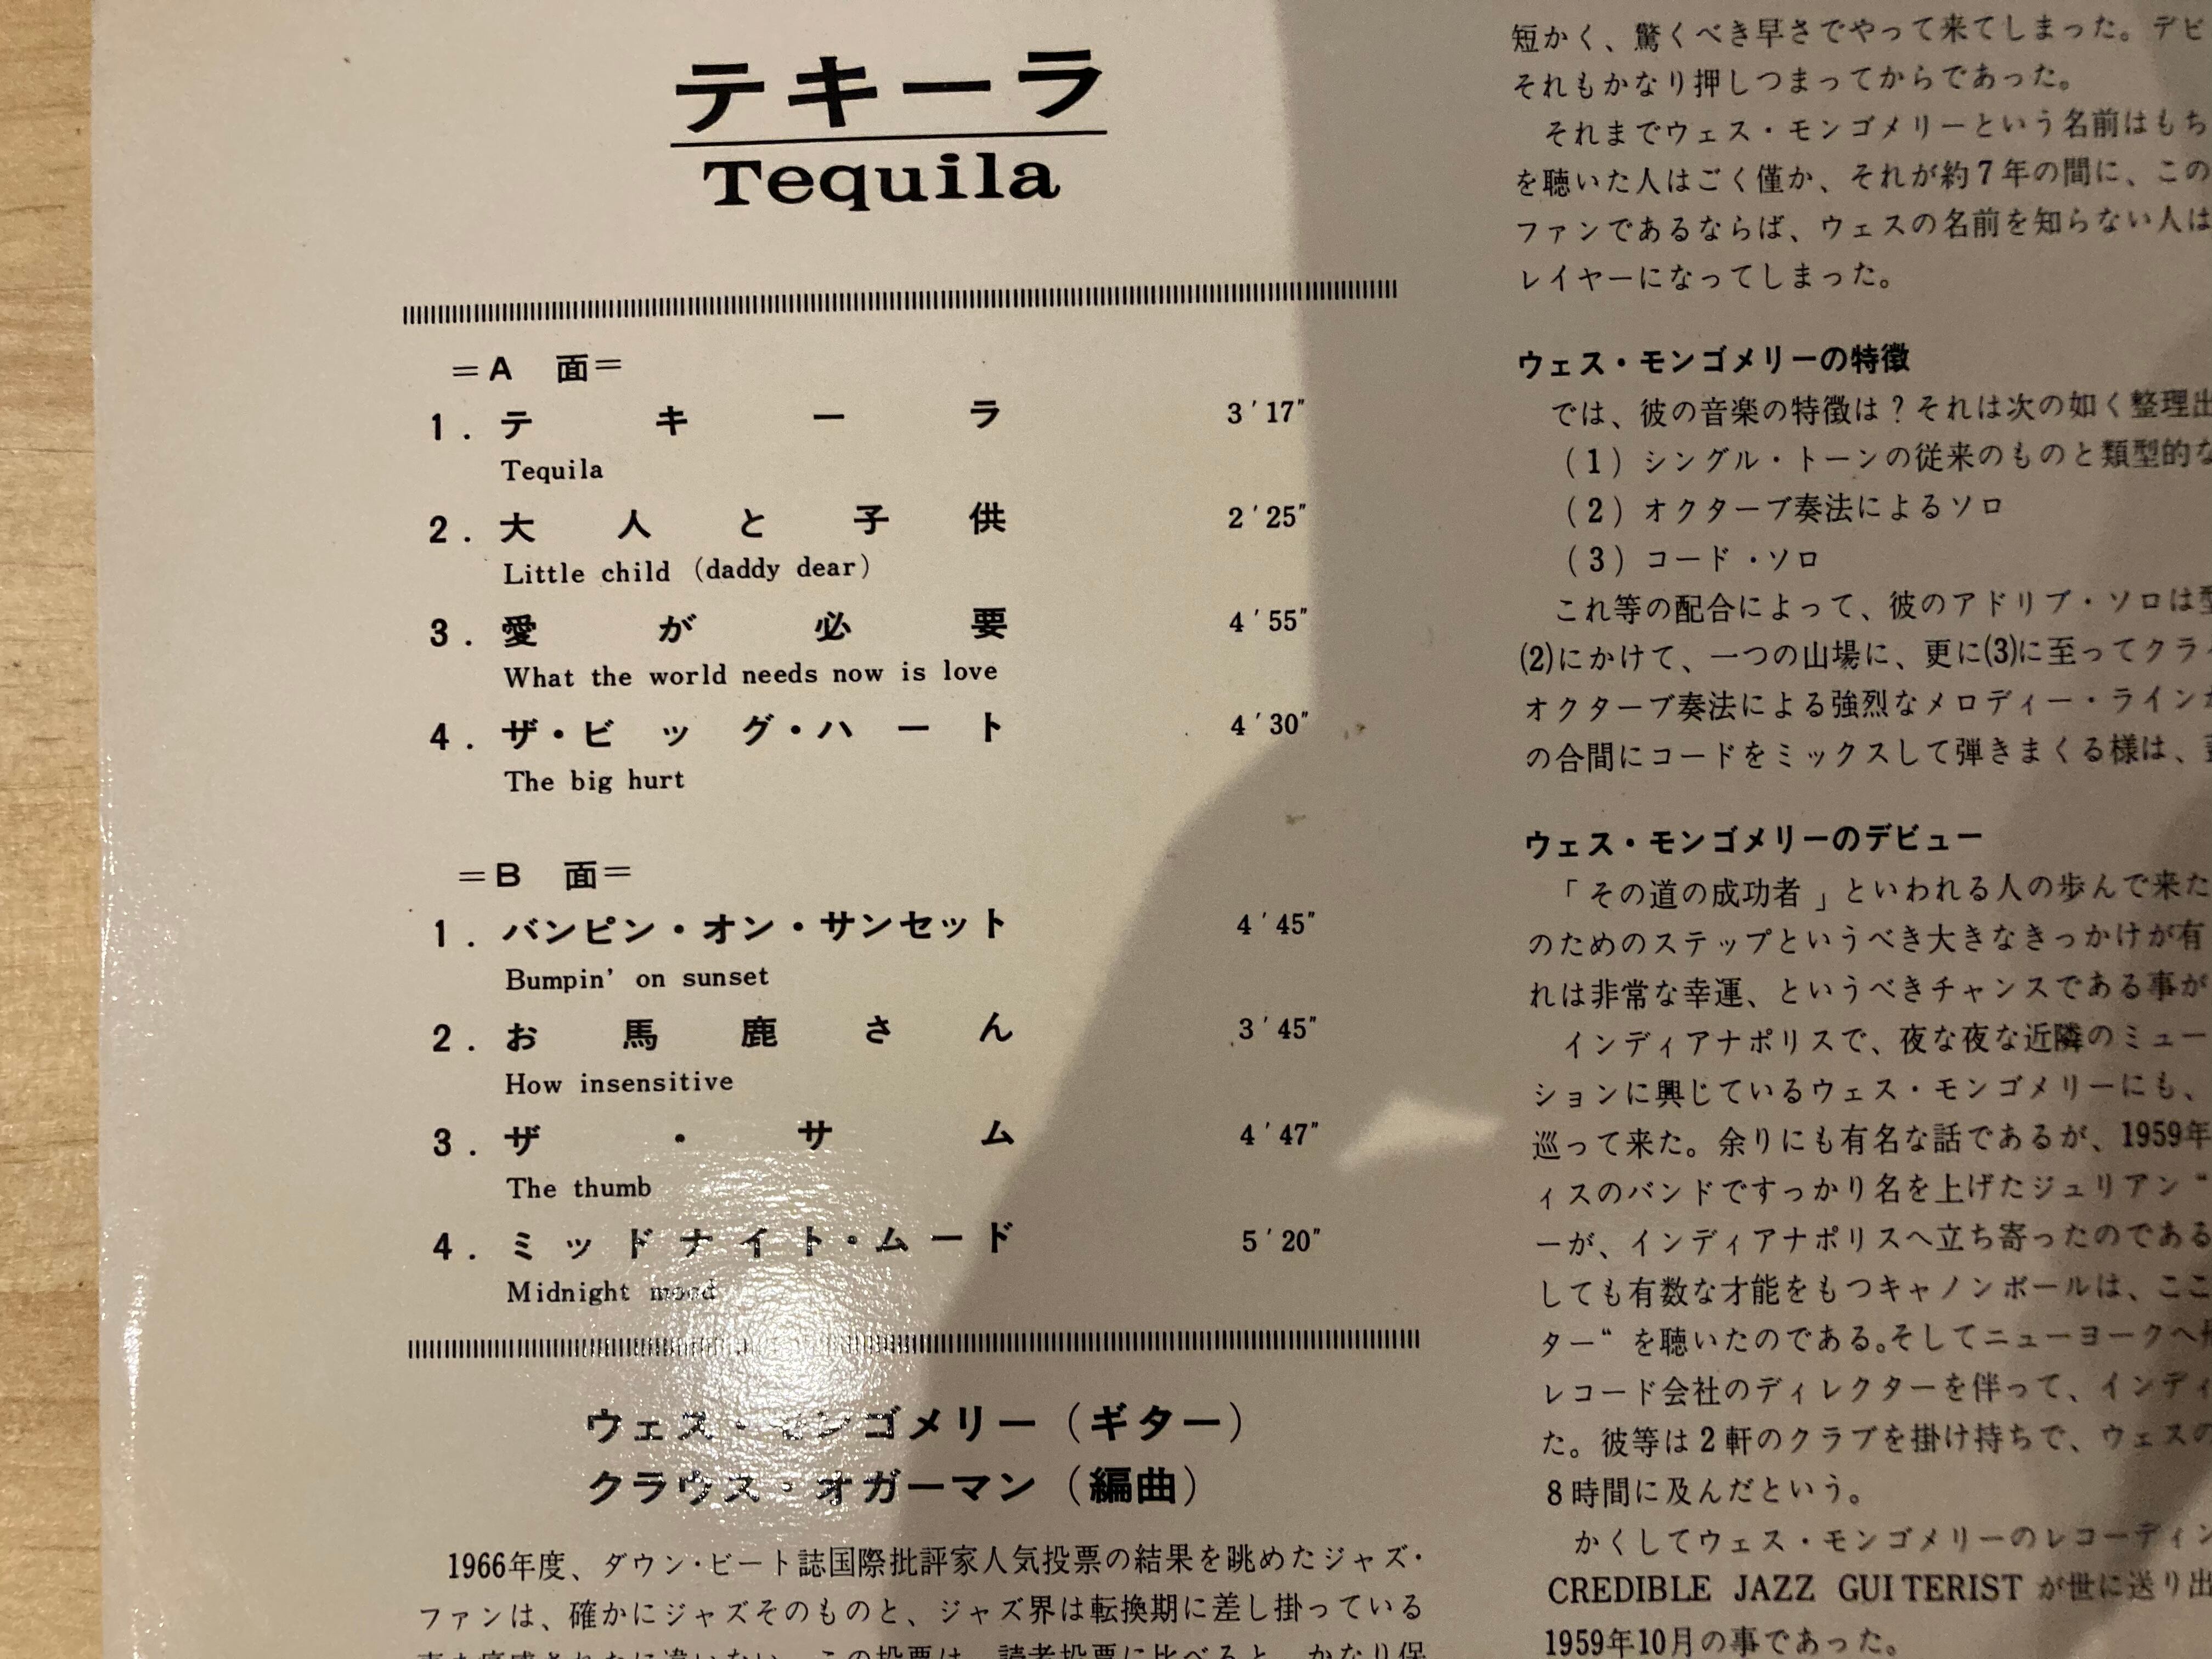 テキーラ
Tequila
=A 面=
1. テキーラ 3′17″
Tequila
2. 大人と子供 2′25″
Little child (daddy dear)
3. 愛が必要 4′55″
What the world needs now is love
4. ザ・ビッグ・ハート 4′30″
The big hurt
=B 面=
1. バンピン・オン・サンセット 4′45″
Bumpin' on sunset
2. お馬鹿さん 3′45″
How insensitive
3. ザ・サム 4′47″
The thumb
4. ミッドナイト・ムード 5′20″
Midnight mood
ウェス・モンゴメリー(ギター)
クラウス・オガーマン(編曲)
1966年度、ダウン・ビート誌国際批評家人気投票の結果を眺めたジャズ・
ファンは、確かにジャズそのものと、ジャズ界は転換期に差し掛っている
短かく、驚くべき早さでやって来てしまった。デビ
それもかなり押しつまってからであった。
それまでウェス・モンゴメリーという名前はもち
を聴いた人はごく僅か、それが約7年の間に、この
ファンであるならば、ウェスの名前を知らない人は
レイヤーになってしまった。
ウェス・モンゴメリーの特徴
では、彼の音楽の特徴は?それは次の如く整理出
(1)シングル・トーンの従来のものと類型的な
(2)オクターブ奏法によるソロ
(3)コード・ソロ
これ等の配合によって、彼のアドリブ・ソロは
(2)にかけて、一つの山場に、更に(3)に至ってクラ
オクターブ奏法による強烈なメロディー・ライン
の合間にコードをミックスして弾きまくる様は、
ウェス・モンゴメリーのデビュー
「その道の成功者」といわれる人の歩んで来た
のためのステップというべき大きなきっかけが有
れは非常な幸運、というべきチャンスである事が
インディアナポリスで、夜な夜な近隣のミュー
ションに興じているウェス・モンゴメリーにも、
巡って来た。余りにも有名な話であるが、1959年
ィスのバンドですっかり名を上げたジュリアン“
ーが、インディアナポリスへ立ち寄ったのである
しても有数な才能をもつキャノンボールは、ここ
ター“ を聴いたのである。そしてニューヨークへ
レコード会社のディレクターを伴って、インディ
た。彼等は2軒のクラブを掛け持ちで、ウェスの
8時間に及んだという。
かくしてウェス・モンゴメリーのレコーディン
CREDIBLE JAZZ GUITERIST が世に送り出
1959年10月の事であった。